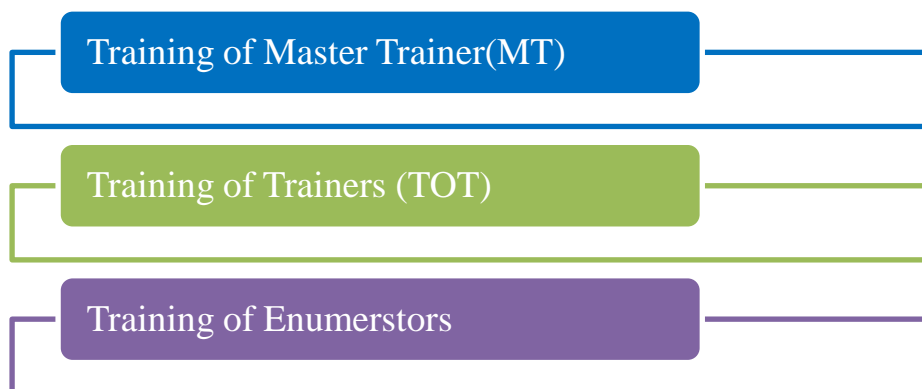 Training of Master Trainer(MT)
Training of Trainers (TOT)
Training of Enumerstors